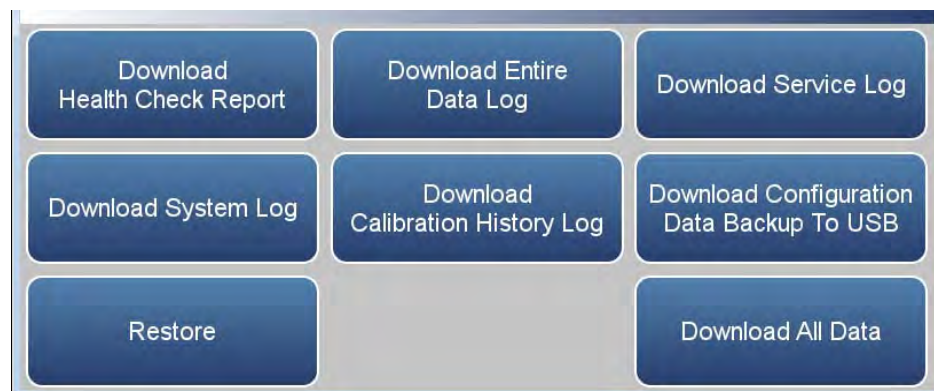 Download
Health Check Report
Download Entire
Data Log
Download Service Log
Download System Log
Download
Calibration History Log
Download Configuration
Data Backup To USB
Restore
Download All Data